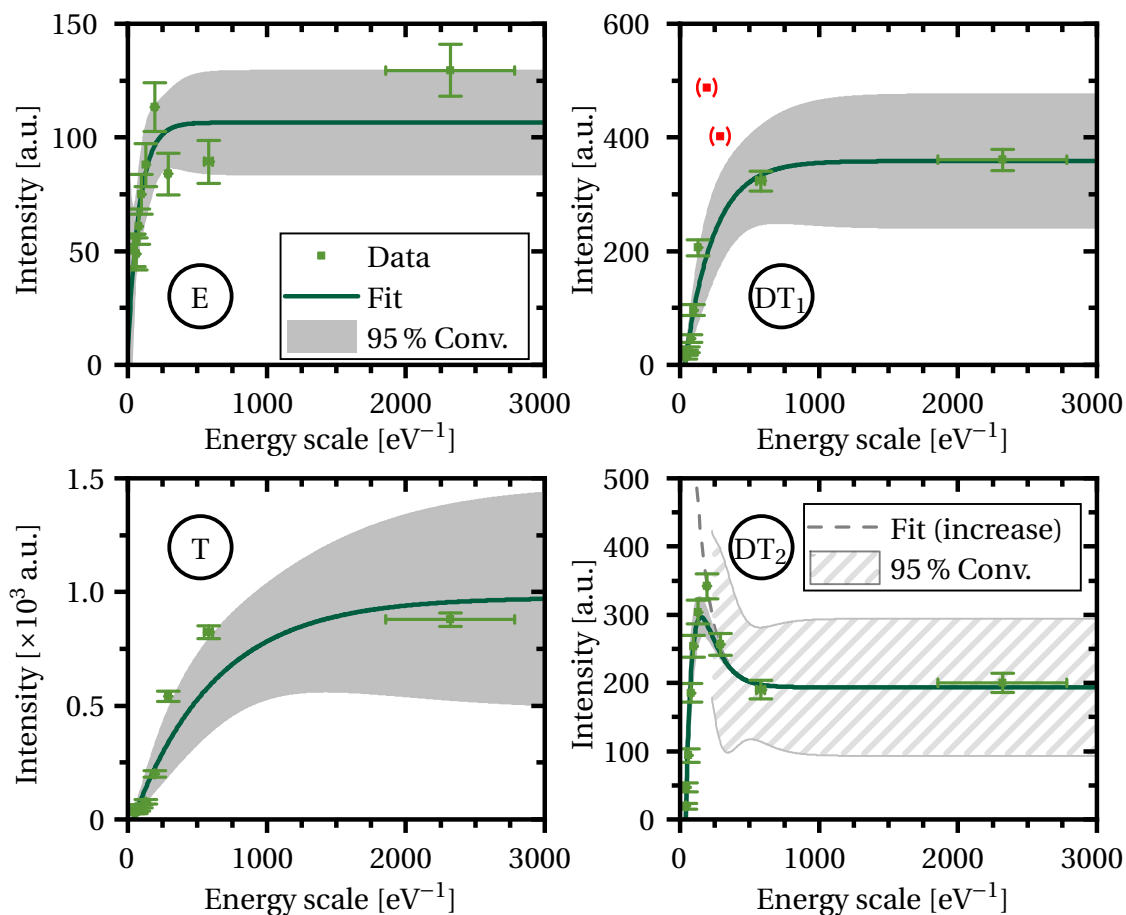 150
100
50
0
0 1000 2000 3000
Intensity [a.u.]
Energy scale [eV⁻¹]
E
Data
Fit
95 % Conv.
600
400
200
0
0 1000 2000 3000
Intensity [a.u.]
Energy scale [eV⁻¹]
( )
( )
DT₁
1.5
1.0
0.5
0
0 1000 2000 3000
Intensity [×10³ a.u.]
Energy scale [eV⁻¹]
T
500
400
300
200
100
0
0 1000 2000 3000
Intensity [a.u.]
Energy scale [eV⁻¹]
DT₂
Fit (increase)
95 % Conv.